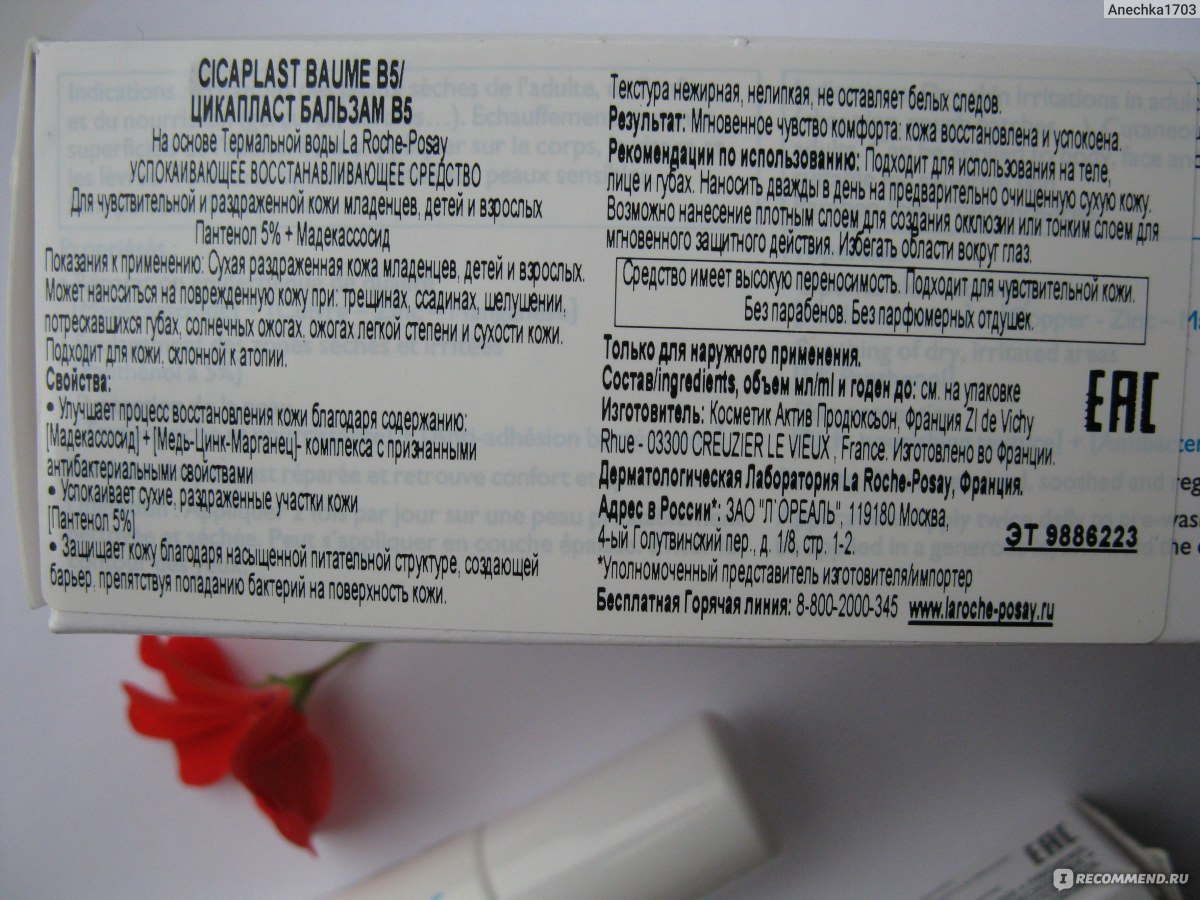 Anechka1703
CICAPLAST BAUME B5/
ЦИКАПЛАСТ БАЛЬЗАМ В5
На основе Термальной воды La Roche-Posay
УСПОКАИВАЮЩЕЕ ВОССТАНАВЛИВАЮЩЕЕ СРЕДСТВО
Для чувствительной и раздраженной кожи младенцев, детей и взрослых
Пантенол 5% + Мадекассосид
Показания к применению: Сухая раздраженная кожа младенцев, детей и взрослых.
Может наноситься на поврежденную кожу при: трещинах, ссадинах, шелушении,
потрескавшихся губах, солнечных ожогах, ожогах легкой степени и сухости кожи.
Подходит для кожи, склонной к атопии.
Свойства:
• Улучшает процесс восстановления кожи благодаря содержанию:
[Мадекассосид] + [Медь-Цинк-Марганец]- комплекса с признанными
антибактериальными свойствами
• Успокаивает сухие, раздраженные участки кожи
[Пантенол 5%]
• Защищает кожу благодаря насыщенной питательной структуре, создающей
барьер, препятствуя попаданию бактерий на поверхность кожи.
Текстура нежирная, нелипкая, не оставляет белых следов.
Результат: Мгновенное чувство комфорта: кожа восстановлена и успокоена.
Рекомендации по использованию: Подходит для использования на теле,
лице и губах. Наносить дважды в день на предварительно очищенную сухую кожу.
Возможно нанесение плотным слоем для создания окклюзии или тонким слоем для
мгновенного защитного действия. Избегать области вокруг глаз.
Средство имеет высокую переносимость. Подходит для чувствительной кожи.
Без парабенов. Без парфюмерных отдушек.
Только для наружного применения.
Состав/ingredients, объем мл/ml и годен до: см. на упаковке
Изготовитель: Косметик Актив Продюксьон, Франция ZI de Vichy
Rhue - 03300 CREUZIER LE VIEUX , France. Изготовлено во Франции.
Дерматологическая Лаборатория La Roche-Posay, Франция.
Адрес в России*: ЗАО "Л`ОРЕАЛЬ", 119180 Москва,
4-ый Голутвинский пер., д. 1/8, стр. 1-2.
*Уполномоченный представитель изготовителя/импортер
Бесплатная Горячая линия: 8-800-2000-345 www.laroche-posay.ru
EAC
ЭТ 9886223
EAC
IRECOMMEND.RU